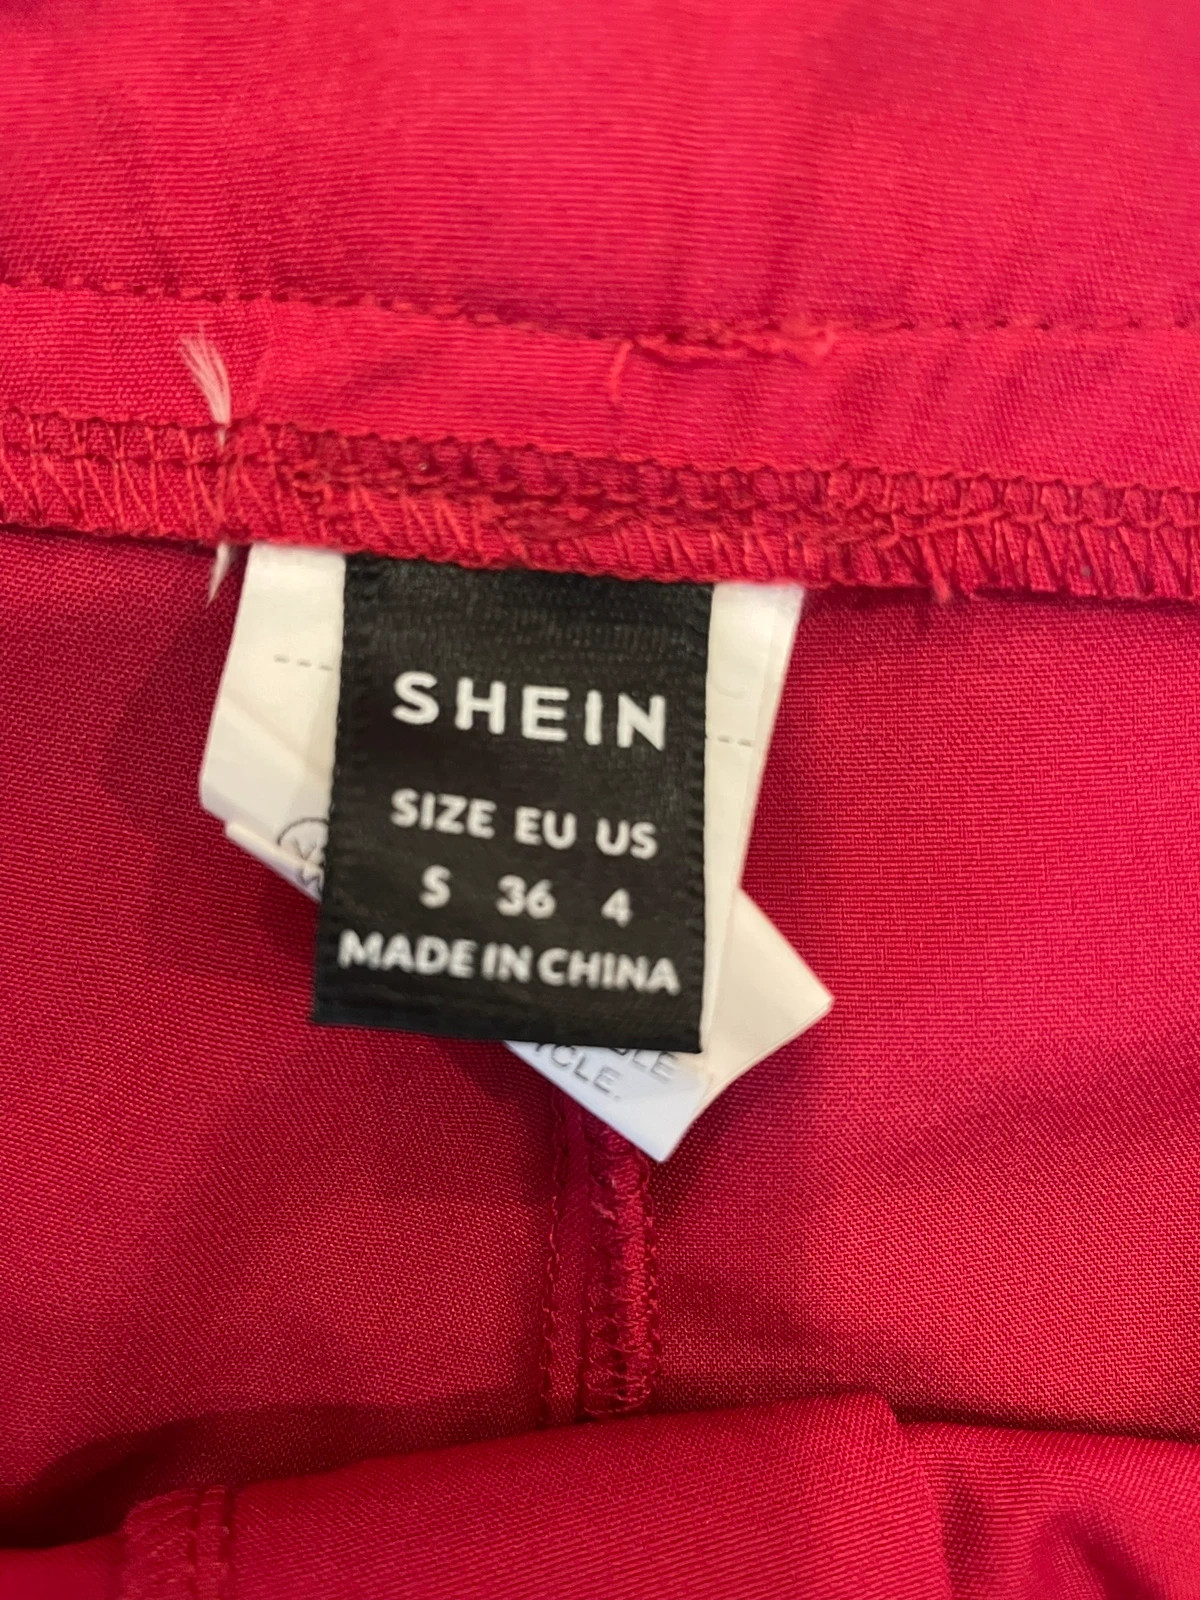 SHEIN
SIZE EU US
S 36 4
MADE IN CHINA